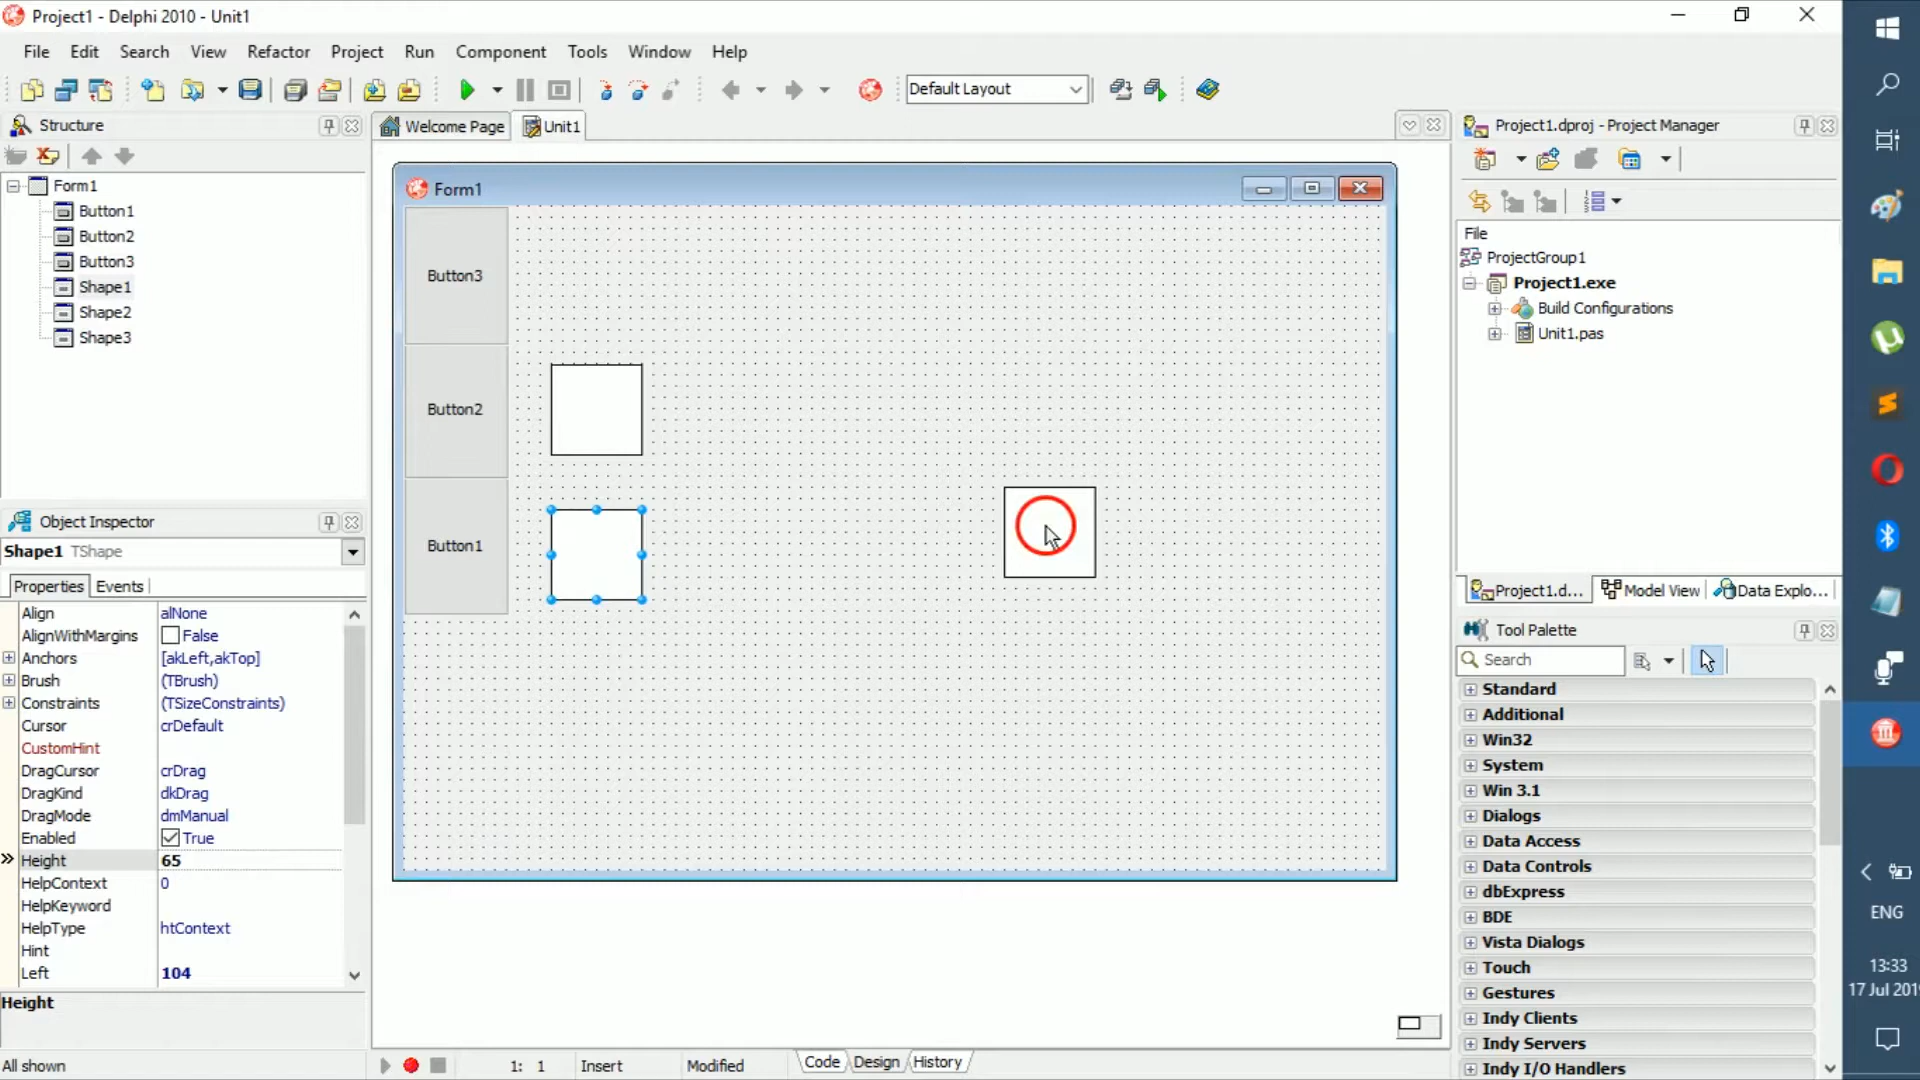 Project1 - Delphi 2010 - Unit1
File Edit Search View Refactor Project Run Component Tools Window Help
Default Layout
Structure
Form1
Button1
Button2
Button3
Shape1
Shape2
Shape3
Object Inspector
Shape1 TShape
Properties Events
Align alNone
AlignWithMargins False
Anchors [akLeft,akTop]
Brush (TBrush)
Constraints (TSizeConstraints)
Cursor crDefault
CustomHint
DragCursor crDrag
DragKind dkDrag
DragMode dmManual
Enabled True
Height 65
HelpContext 0
HelpKeyword
HelpType htContext
Hint
Left 104
Height
All shown
Welcome Page Unit1
Form1
Button3
Button2
Button1
1: 1 Insert Modified Code Design History
Project1.dproj - Project Manager
File
ProjectGroup1
Project1.exe
Build Configurations
Unit1.pas
Project1.d... Model View Data Explo...
Tool Palette
Search
Standard
Additional
Win32
System
Win 3.1
Dialogs
Data Access
Data Controls
dbExpress
BDE
Vista Dialogs
Touch
Gestures
Indy Clients
Indy Servers
Indy I/O Handlers
ENG
13:33
17 Jul 201